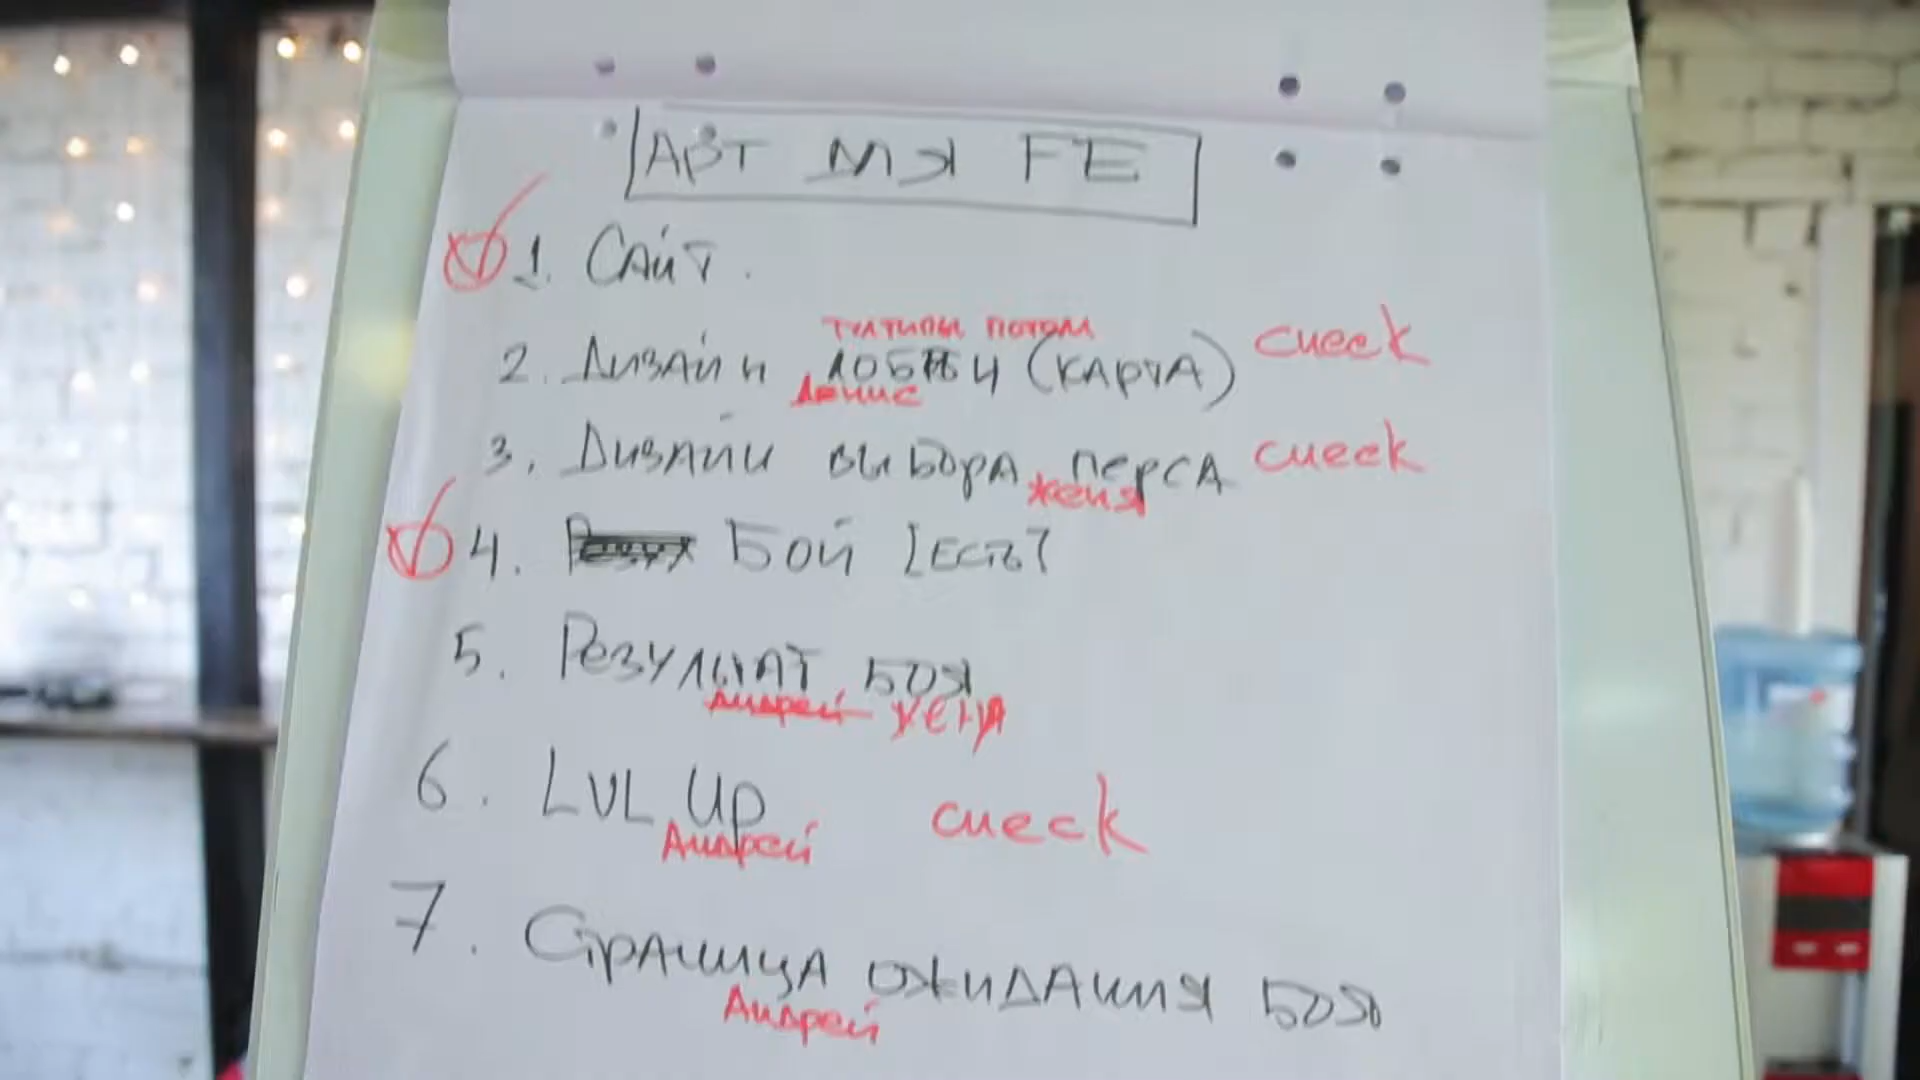 АРТ ДЛЯ FE
1. САЙТ.
тултипы потом
2. Дизайн лобби (КАРТА) check
Денис
3. Дизайн выбора перса check
Женя
4. Бой [есть]
5. Результат боя
Андрей Женя
6. LVL Up check
Андрей
7. Страница ожидания боя
Андрей